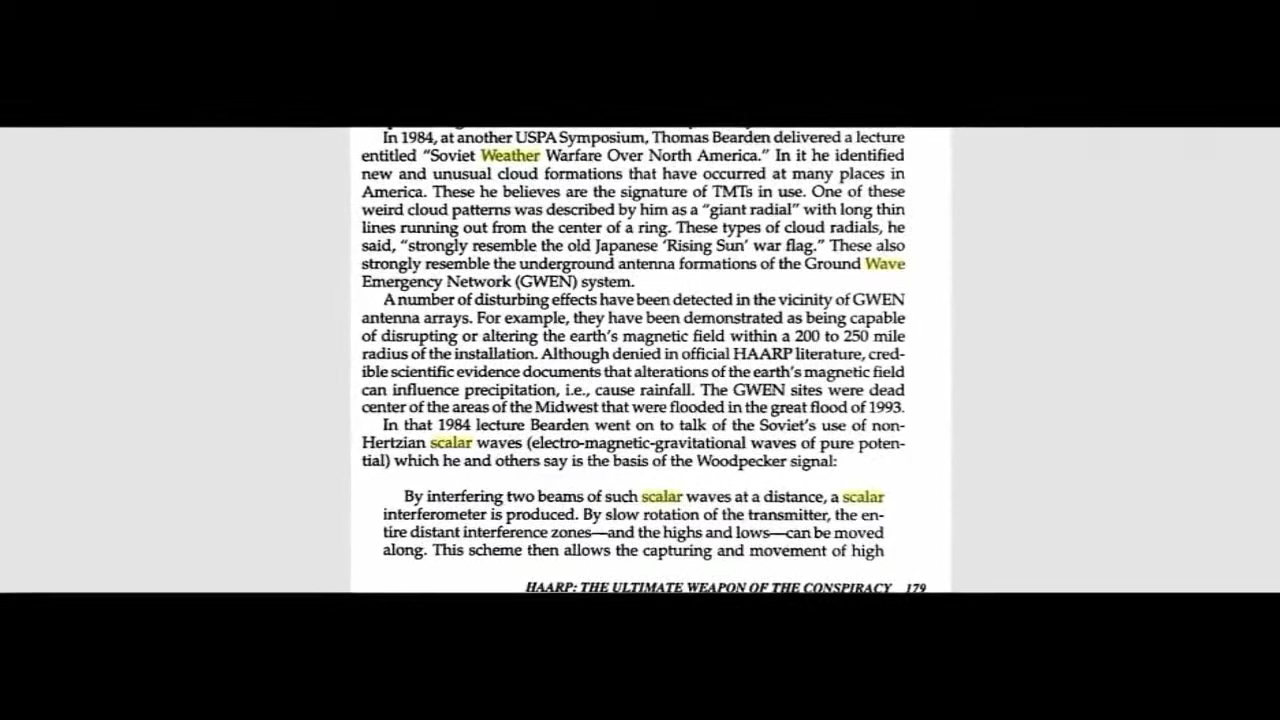 In 1984, at another USPA Symposium, Thomas Bearden delivered a lecture
entitled “Soviet Weather Warfare Over North America.” In it he identified
new and unusual cloud formations that have occurred at many places in
America. These he believes are the signature of TMTs in use. One of these
weird cloud patterns was described by him as a “giant radial” with long thin
lines running out from the center of a ring. These types of cloud radials, he
said, “strongly resemble the old Japanese ‘Rising Sun’ war flag.” These also
strongly resemble the underground antenna formations of the Ground Wave
Emergency Network (GWEN) system.
A number of disturbing effects have been detected in the vicinity of GWEN
antenna arrays. For example, they have been demonstrated as being capable
of disrupting or altering the earth’s magnetic field within a 200 to 250 mile
radius of the installation. Although denied in official HAARP literature, cred-
ible scientific evidence documents that alterations of the earth’s magnetic field
can influence precipitation, i.e., cause rainfall. The GWEN sites were dead
center of the areas of the Midwest that were flooded in the great flood of 1993.
In that 1984 lecture Bearden went on to talk of the Soviet’s use of non-
Hertzian scalar waves (electro-magnetic-gravitational waves of pure poten-
tial) which he and others say is the basis of the Woodpecker signal:
By interfering two beams of such scalar waves at a distance, a scalar
interferometer is produced. By slow rotation of the transmitter, the en-
tire distant interference zones—and the highs and lows—can be moved
along. This scheme then allows the capturing and movement of high
HAARP: THE ULTIMATE WEAPON OF THE CONSPIRACY 179